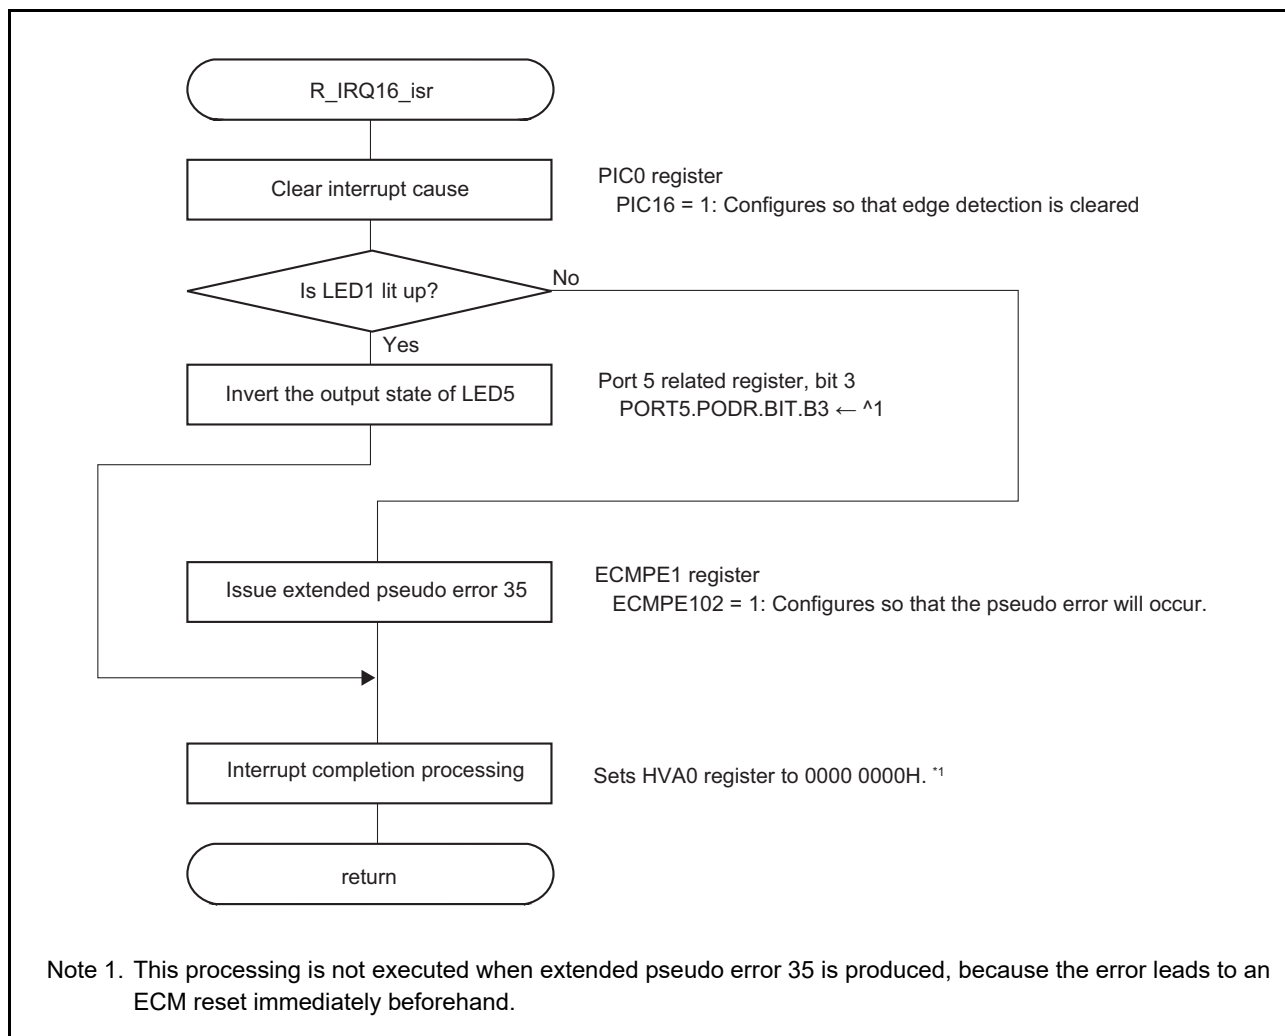 R_IRQ16_isr
Clear interrupt cause
PIC0 register
PIC16 = 1: Configures so that edge detection is cleared
Is LED1 lit up?
No
Yes
Invert the output state of LED5
Port 5 related register, bit 3
PORT5.PODR.BIT.B3 ← ^1
Issue extended pseudo error 35
ECMPE1 register
ECMPE102 = 1: Configures so that the pseudo error will occur.
Interrupt completion processing
Sets HVA0 register to 0000 0000H. *1
return
Note 1. This processing is not executed when extended pseudo error 35 is produced, because the error leads to an
ECM reset immediately beforehand.